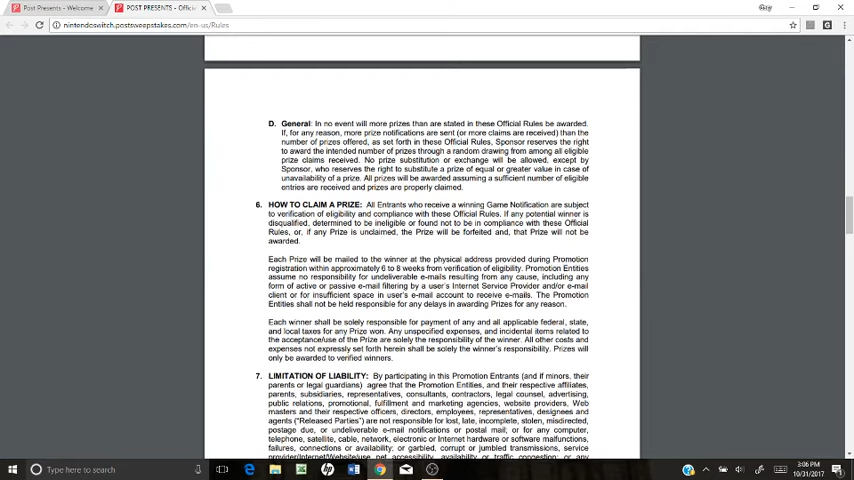 Post Presents - Welcome
POST PRESENTS - Offici
nintendoswitch.postsweepstakes.com/en-us/Rules
D. General: In no event will more prizes than are stated in these Official Rules be awarded.
If, for any reason, more prize notifications are sent (or more claims are received) than the
number of prizes offered, as set forth in these Official Rules, Sponsor reserves the right
to award the intended number of prizes through a random drawing from among all eligible
prize claims received. No prize substitution or exchange will be allowed, except by
Sponsor, who reserves the right to substitute a prize of equal or greater value in case of
unavailability of a prize. All prizes will be awarded assuming a sufficient number of eligible
entries are received and prizes are properly claimed.
6. HOW TO CLAIM A PRIZE: All Entrants who receive a winning Game Notification are subject
to verification of eligibility and compliance with these Official Rules. If any potential winner is
disqualified, determined to be ineligible or found not to be in compliance with these Official
Rules, or, if any Prize is unclaimed, the Prize will be forfeited and, that Prize will not be
awarded.
Each Prize will be mailed to the winner at the physical address provided during Promotion
registration within approximately 6 to 8 weeks from verification of eligibility. Promotion Entities
assume no responsibility for undeliverable e-mails resulting from any cause, including any
form of active or passive e-mail filtering by a user's Internet Service Provider and/or e-mail
client or for insufficient space in user's e-mail account to receive e-mails. The Promotion
Entities shall not be held responsible for any delays in awarding Prizes for any reason.
Each winner shall be solely responsible for payment of any and all applicable federal, state,
and local taxes for any Prize won. Any unspecified expenses, and incidental items related to
the acceptance/use of the Prize are solely the responsibility of the winner. All other costs and
expenses not expressly set forth herein shall be solely the winner's responsibility. Prizes will
only be awarded to verified winners.
7. LIMITATION OF LIABILITY: By participating in this Promotion Entrants (and if minors, their
parents or legal guardians) agree that the Promotion Entities, and their respective affiliates,
parents, subsidiaries, representatives, consultants, contractors, legal counsel, advertising,
public relations, promotional, fulfillment and marketing agencies, website providers, Web
masters and their respective officers, directors, employees, representatives, designees and
agents ("Released Parties") are not responsible for lost, late, incomplete, stolen, misdirected,
postage due, or undeliverable e-mail notifications or postal mail; or for any computer,
telephone, satellite, cable, network, electronic or Internet hardware or software malfunctions,
failures, connections or availability; or garbled, corrupt or jumbled transmissions, service
provider/Internet/Website/use net accessibility, availability or traffic congestion; or any
Type here to search
3:06 PM
10/31/2017